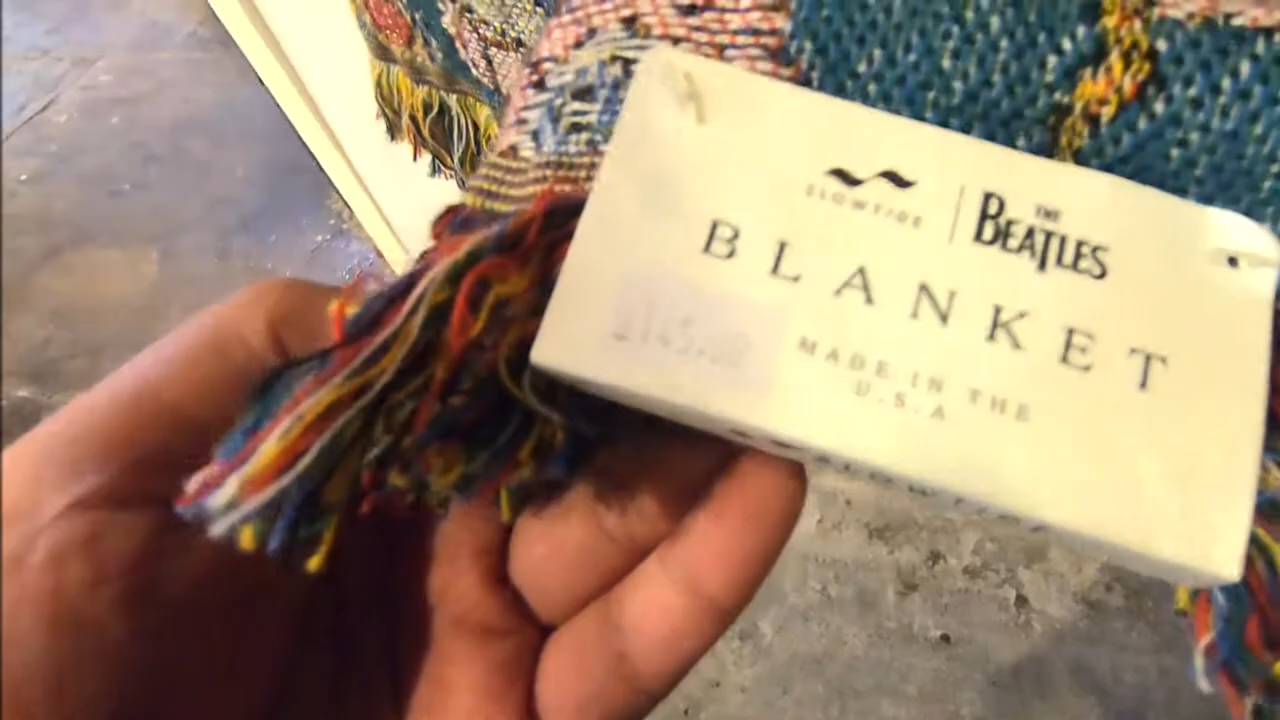 SLOWTIDE
THE
BEATLES
BLANKET
MADE IN THE
U.S.A